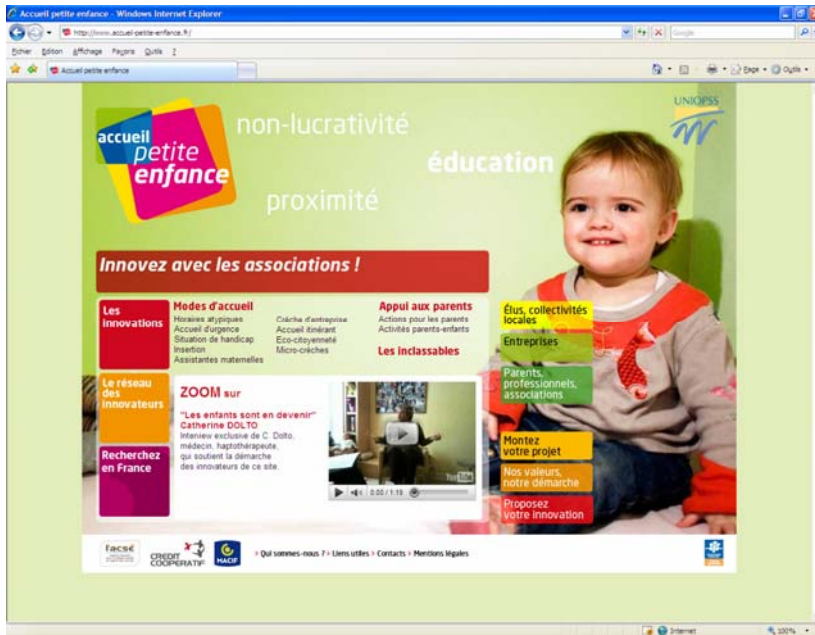 Accueil petite enfance - Windows Internet Explorer
http://www.accueil-petite-enfance.fr/
Google
Fichier Edition Affichage Favoris Outils ?
Accueil petite enfance
Page
Outils
UNIOPSS
non-lucrativité
accueil
petite
enfance
éducation
proximité
Innovez avec les associations !
Les
innovations
Modes d'accueil
Horaires atypiques
Accueil d'urgence
Situation de handicap
Insertion
Assistantes maternelles
Crèche d'entreprise
Accueil itinérant
Eco-citoyenneté
Micro-crèches
Appui aux parents
Actions pour les parents
Activités parents-enfants
Les inclassables
Élus, collectivités
locales
Entreprises
Parents,
professionnels,
associations
Le réseau
des
innovateurs
ZOOM sur
"Les enfants sont en devenir"
Catherine DOLTO
Interview exclusive de C. Dolto,
médecin, haptothérapeute,
qui soutient la démarche
des innovateurs de ce site.
YouTube
0:00 / 1:19
Recherchez
en France
Montez
votre projet
Nos valeurs,
notre démarche
Proposez
votre innovation
l'acsé
CREDIT
COOPERATIF
MACIF
> Qui sommes-nous ? > Liens utiles > Contacts > Mentions légales
Internet
100%